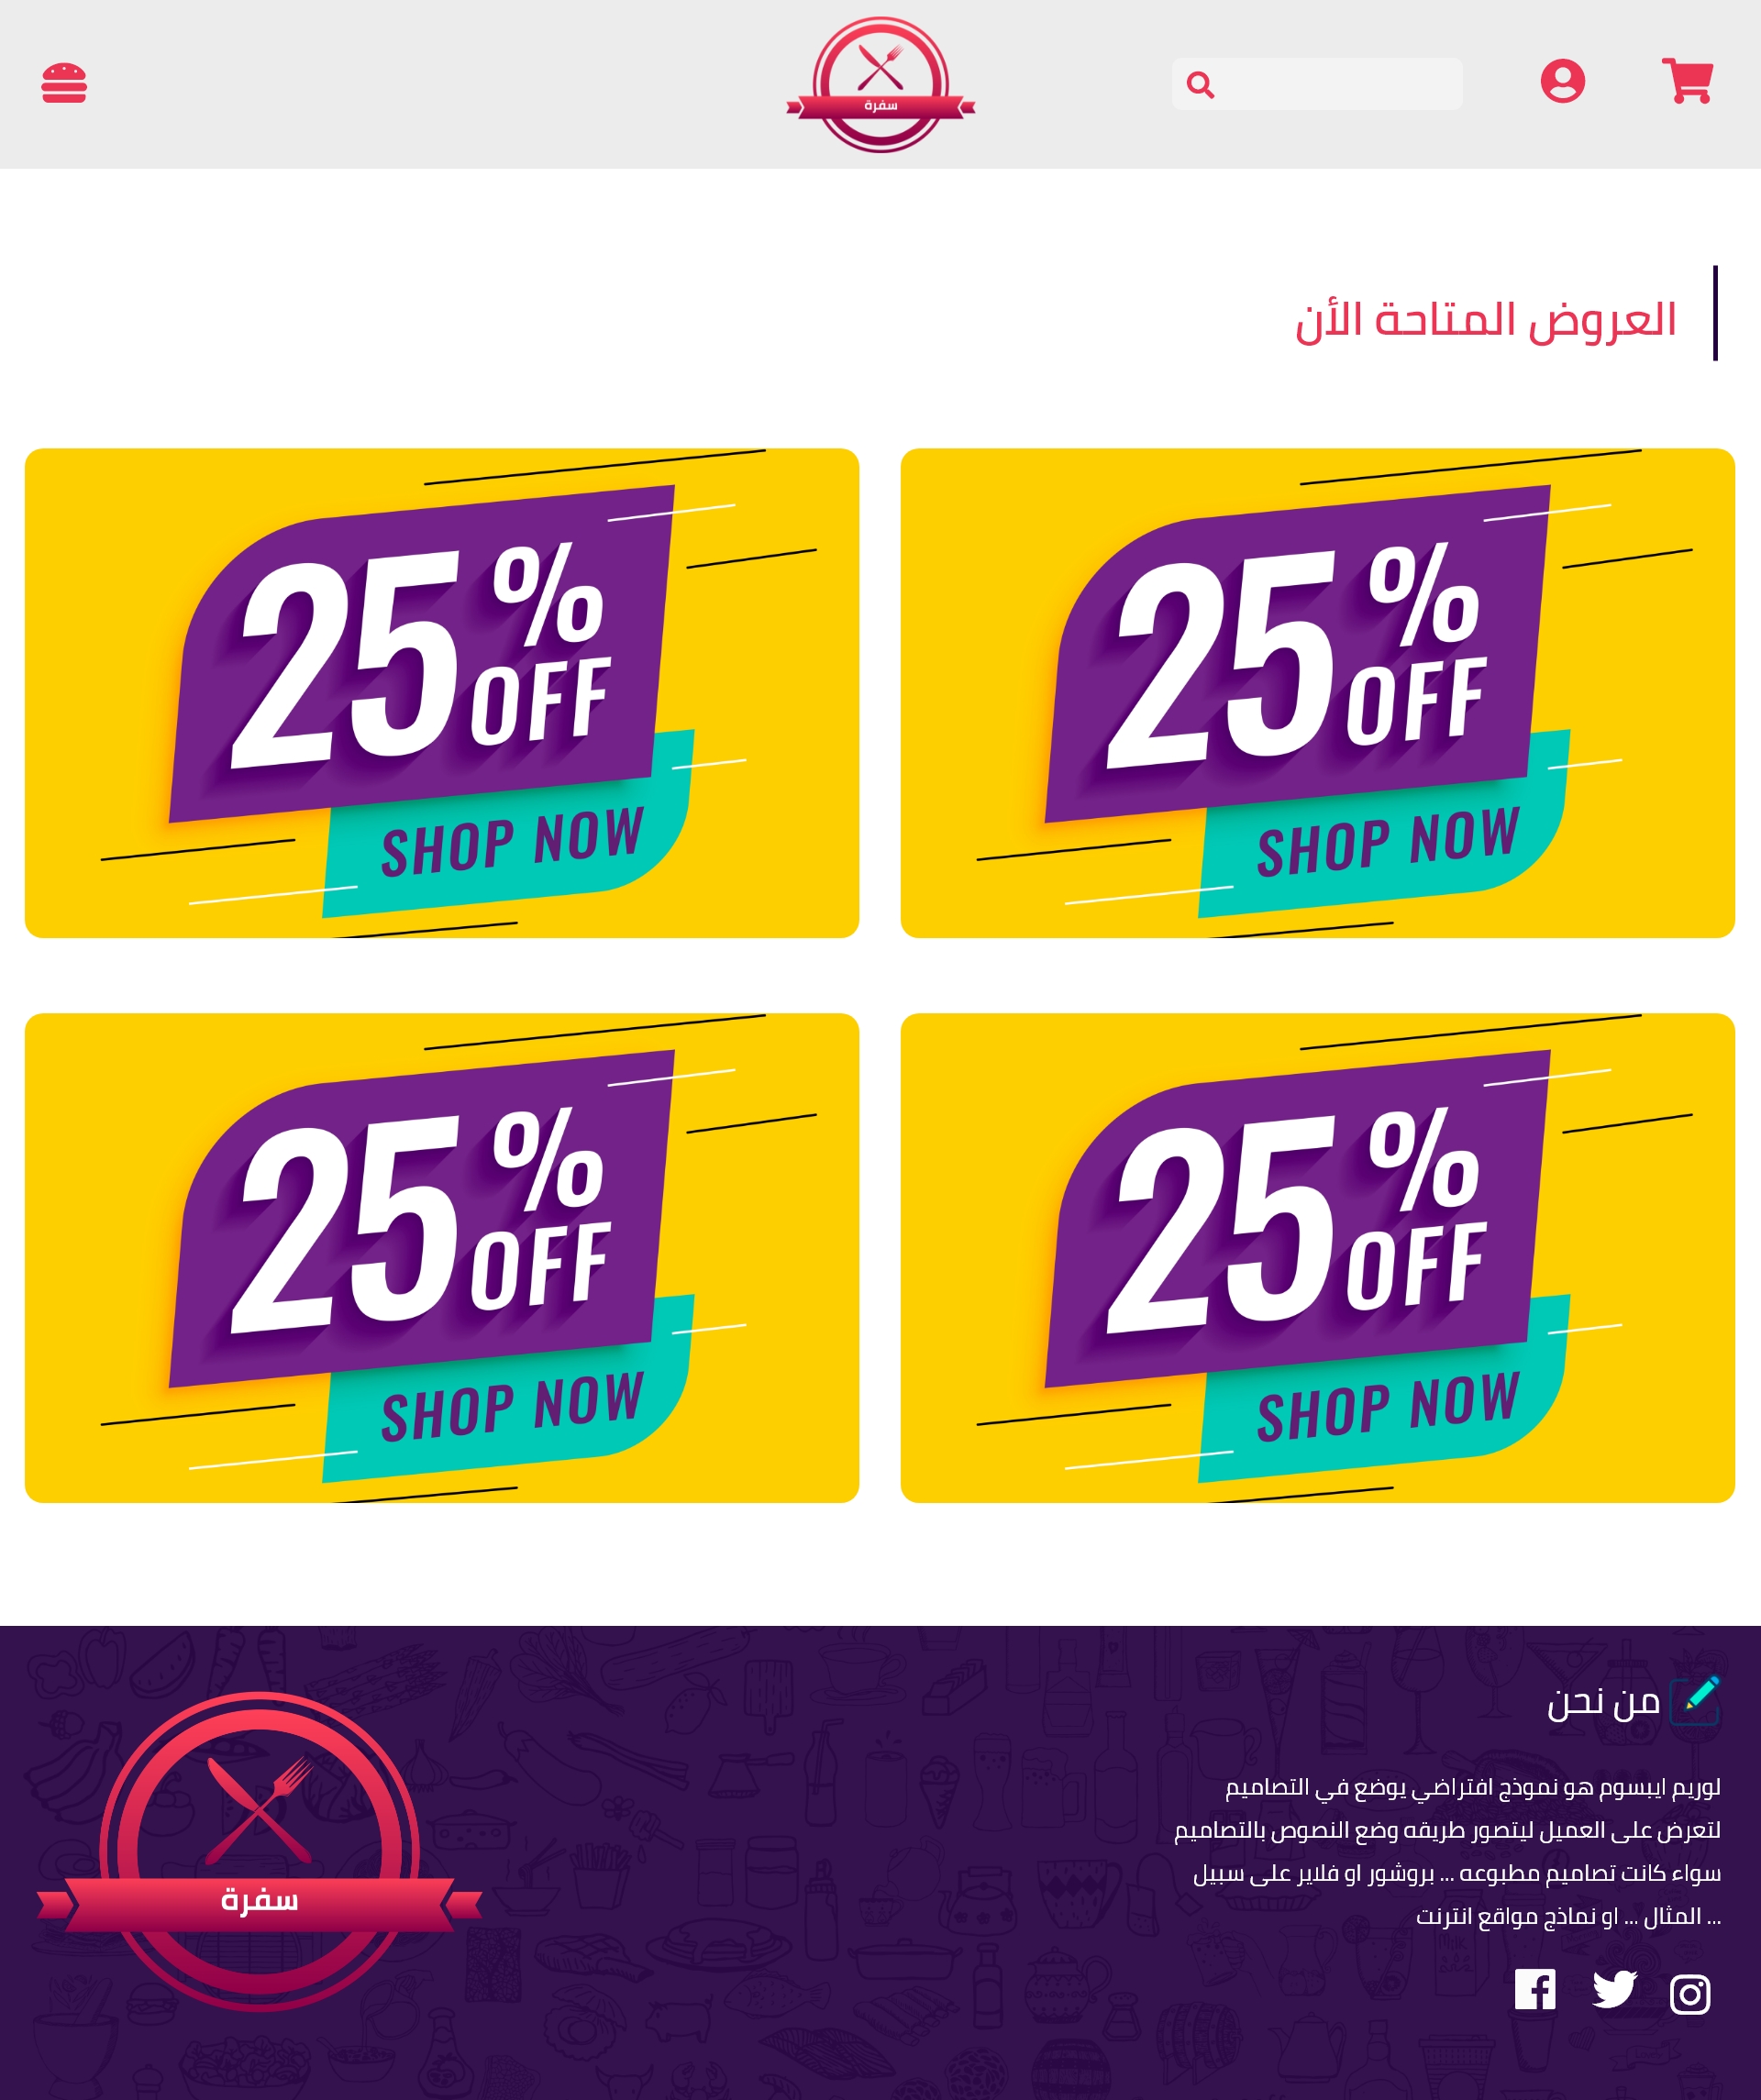 سفرة
العروض المتاحة الأن
25%
OFF
SHOP NOW
25%
OFF
SHOP NOW
25%
OFF
SHOP NOW
25%
OFF
SHOP NOW
من نحن
لوريم ايبسوم هو نموذج افتراضي يوضع في التصاميم
لتعرض على العميل ليتصور طريقه وضع النصوص بالتصاميم
سواء كانت تصاميم مطبوعه ... بروشور او فلاير على سبيل
المثال ... او نماذج مواقع انترنت ...
سفرة